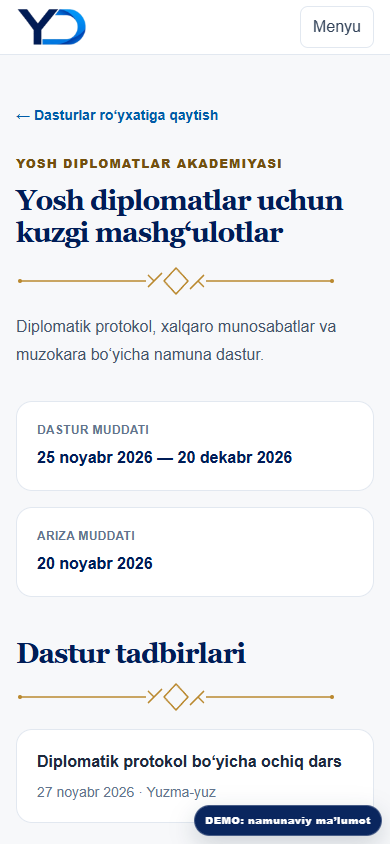 YD
Menyu
← Dasturlar ro‘yxatiga qaytish
YOSH DIPLOMATLAR AKADEMIYASI
Yosh diplomatlar uchun
kuzgi mashg‘ulotlar
Diplomatik protokol, xalqaro munosabatlar va
muzokara bo‘yicha namuna dastur.
DASTUR MUDDATI
25 noyabr 2026 — 20 dekabr 2026
ARIZA MUDDATI
20 noyabr 2026
Dastur tadbirlari
Diplomatik protokol bo‘yicha ochiq dars
27 noyabr 2026 · Yuzma-yuz
DEMO: namunaviy ma’lumot